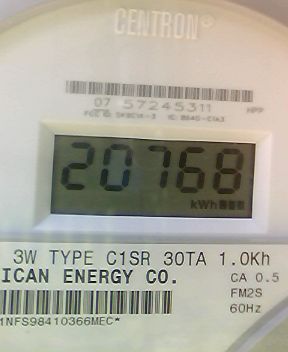 CENTRON®
07 57245311
20768
kWh
3W TYPE C1SR 30TA 1.0Kh
ICAN ENERGY CO.
CA 0.5
FM2S
60Hz
1NFS98410366MEC*